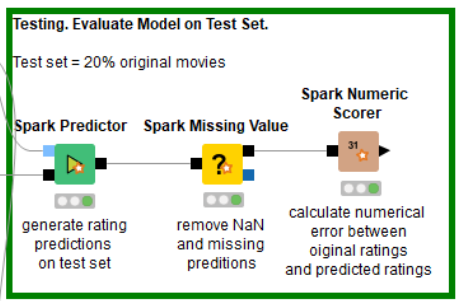 Testing. Evaluate Model on Test Set.
Test set = 20% original movies
Spark Numeric
Scorer
Spark Predictor
Spark Missing Value
?
31
generate rating
predictions
on test set
remove NaN
and missing
preditions
calculate numerical
error between
oiginal ratings
and predicted ratings